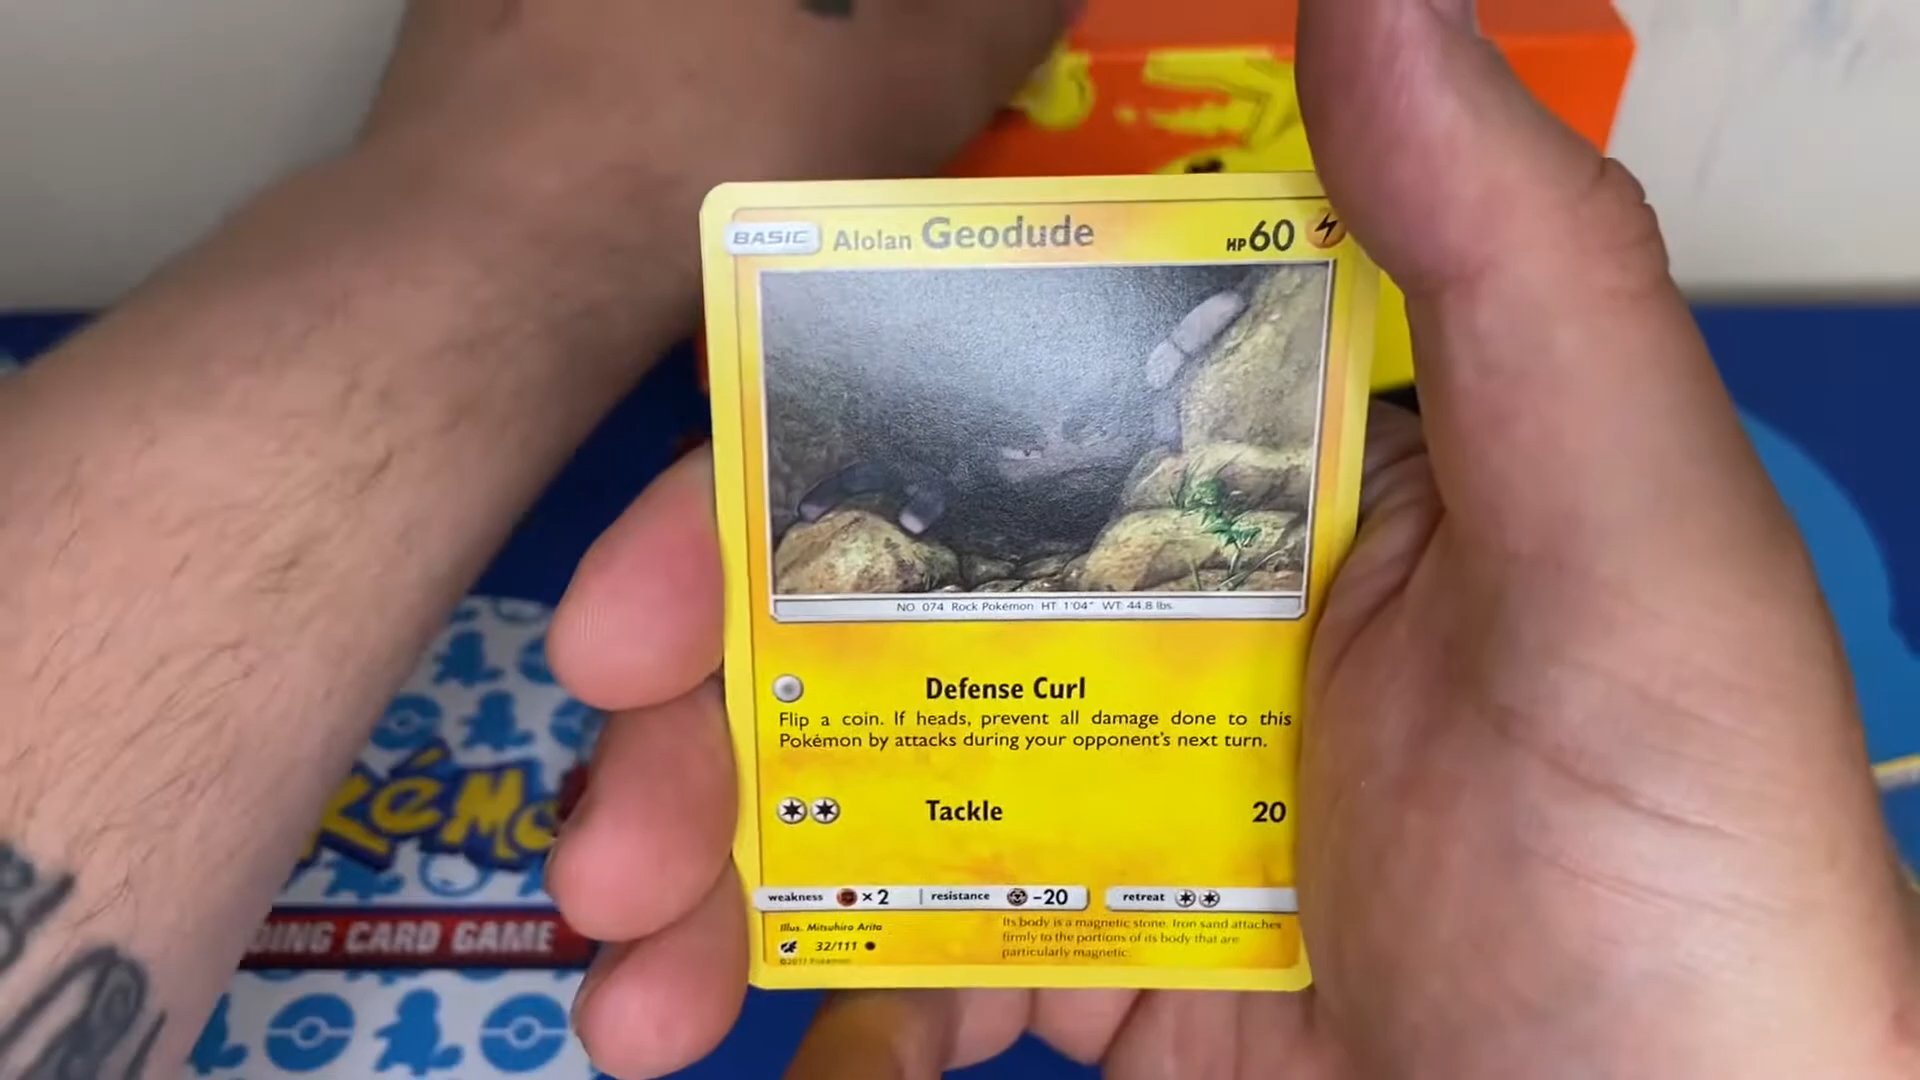 BASIC Alolan Geodude HP 60
NO. 074 Rock Pokémon HT 1'04" WT: 44.8 lbs.
Defense Curl
Flip a coin. If heads, prevent all damage done to this
Pokémon by attacks during your opponent's next turn.
Tackle 20
weakness ×2 resistance -20 retreat
Illus. Mitsuhiro Arita
32/111
©2017 Pokémon
Its body is a magnetic stone. Iron sand attaches
firmly to the portions of its body that are
particularly magnetic.
DING CARD GAME